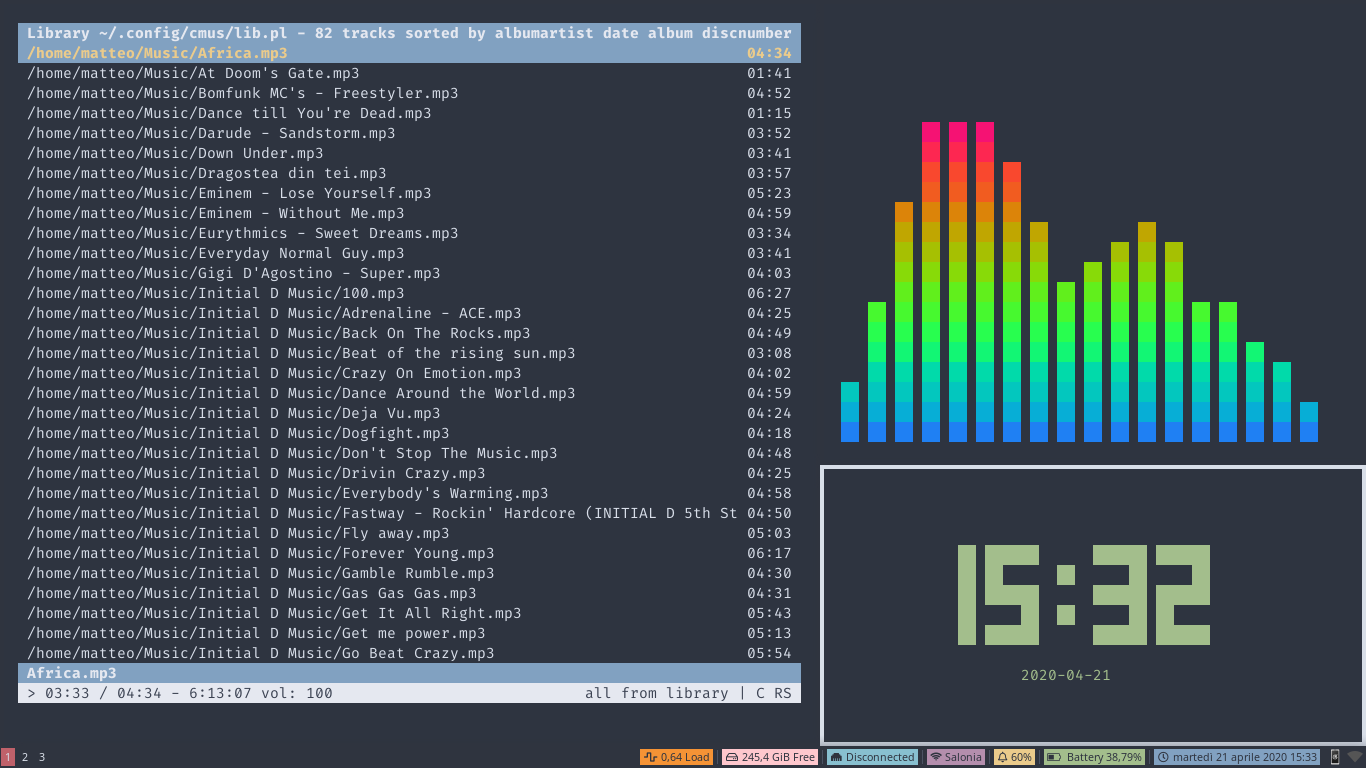 Library ~/.config/cmus/lib.pl - 82 tracks sorted by albumartist date album discnumber
/home/matteo/Music/Africa.mp3 04:34
/home/matteo/Music/At Doom's Gate.mp3 01:41
/home/matteo/Music/Bomfunk MC's - Freestyler.mp3 04:52
/home/matteo/Music/Dance till You're Dead.mp3 01:15
/home/matteo/Music/Darude - Sandstorm.mp3 03:52
/home/matteo/Music/Down Under.mp3 03:41
/home/matteo/Music/Dragostea din tei.mp3 03:57
/home/matteo/Music/Eminem - Lose Yourself.mp3 05:23
/home/matteo/Music/Eminem - Without Me.mp3 04:59
/home/matteo/Music/Eurythmics - Sweet Dreams.mp3 03:34
/home/matteo/Music/Everyday Normal Guy.mp3 03:41
/home/matteo/Music/Gigi D'Agostino - Super.mp3 04:03
/home/matteo/Music/Initial D Music/100.mp3 06:27
/home/matteo/Music/Initial D Music/Adrenaline - ACE.mp3 04:25
/home/matteo/Music/Initial D Music/Back On The Rocks.mp3 04:49
/home/matteo/Music/Initial D Music/Beat of the rising sun.mp3 03:08
/home/matteo/Music/Initial D Music/Crazy On Emotion.mp3 04:02
/home/matteo/Music/Initial D Music/Dance Around the World.mp3 04:59
/home/matteo/Music/Initial D Music/Deja Vu.mp3 04:24
/home/matteo/Music/Initial D Music/Dogfight.mp3 04:18
/home/matteo/Music/Initial D Music/Don't Stop The Music.mp3 04:48
/home/matteo/Music/Initial D Music/Drivin Crazy.mp3 04:25
/home/matteo/Music/Initial D Music/Everybody's Warming.mp3 04:58
/home/matteo/Music/Initial D Music/Fastway - Rockin' Hardcore (INITIAL D 5th St 04:50
/home/matteo/Music/Initial D Music/Fly away.mp3 05:03
/home/matteo/Music/Initial D Music/Forever Young.mp3 06:17
/home/matteo/Music/Initial D Music/Gamble Rumble.mp3 04:30
/home/matteo/Music/Initial D Music/Gas Gas Gas.mp3 04:31
/home/matteo/Music/Initial D Music/Get It All Right.mp3 05:43
/home/matteo/Music/Initial D Music/Get me power.mp3 05:13
/home/matteo/Music/Initial D Music/Go Beat Crazy.mp3 05:54
Africa.mp3
> 03:33 / 04:34 - 6:13:07 vol: 100 all from library | C RS
15:32
2020-04-21
1 2 3 0,64 Load 245,4 GiB Free Disconnected Salonia 60% Battery 38,79% martedì 21 aprile 2020 15:33